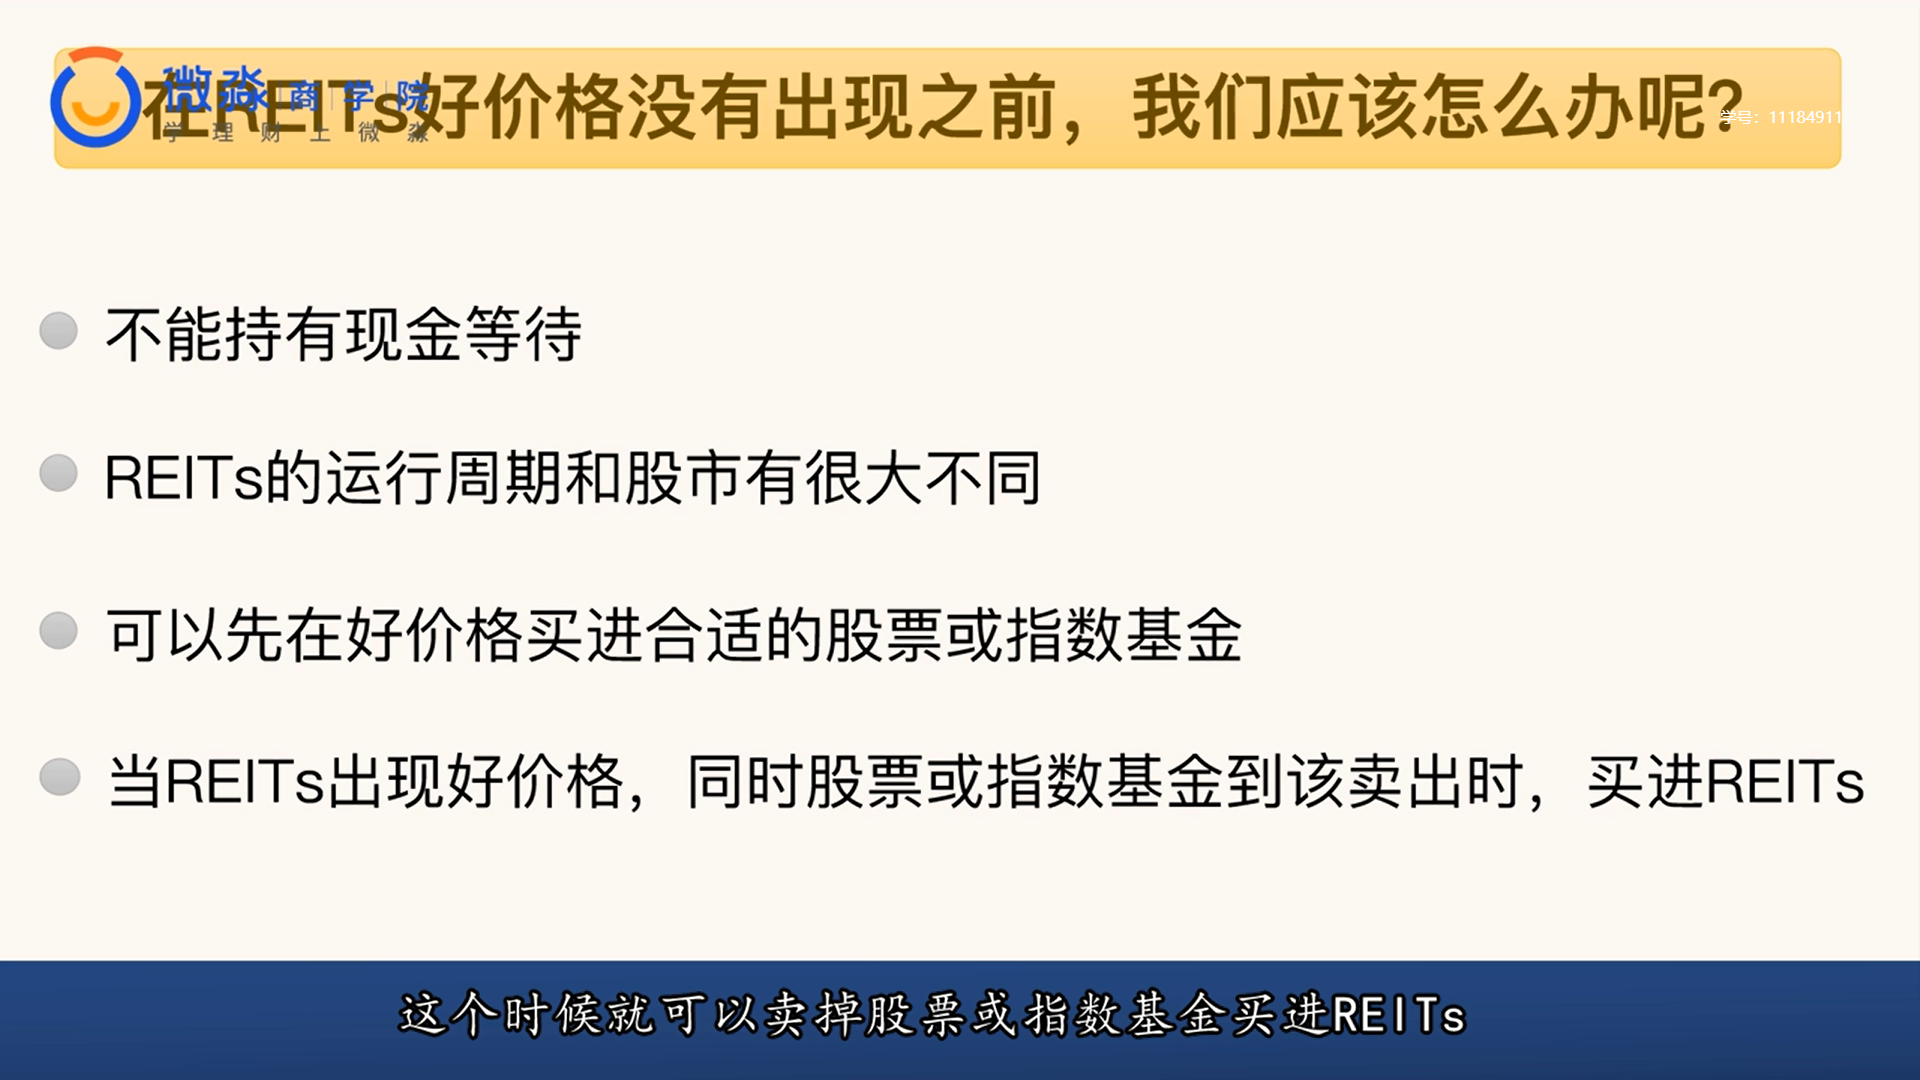 在REITs好价格没有出现之前，我们应该怎么办呢?
微淼 商学院
学理财上微淼
学号：11184911
不能持有现金等待
REITs的运行周期和股市有很大不同
可以先在好价格买进合适的股票或指数基金
当REITs出现好价格，同时股票或指数基金到该卖出时，买进REITs
这个时候就可以卖掉股票或指数基金买进REITs